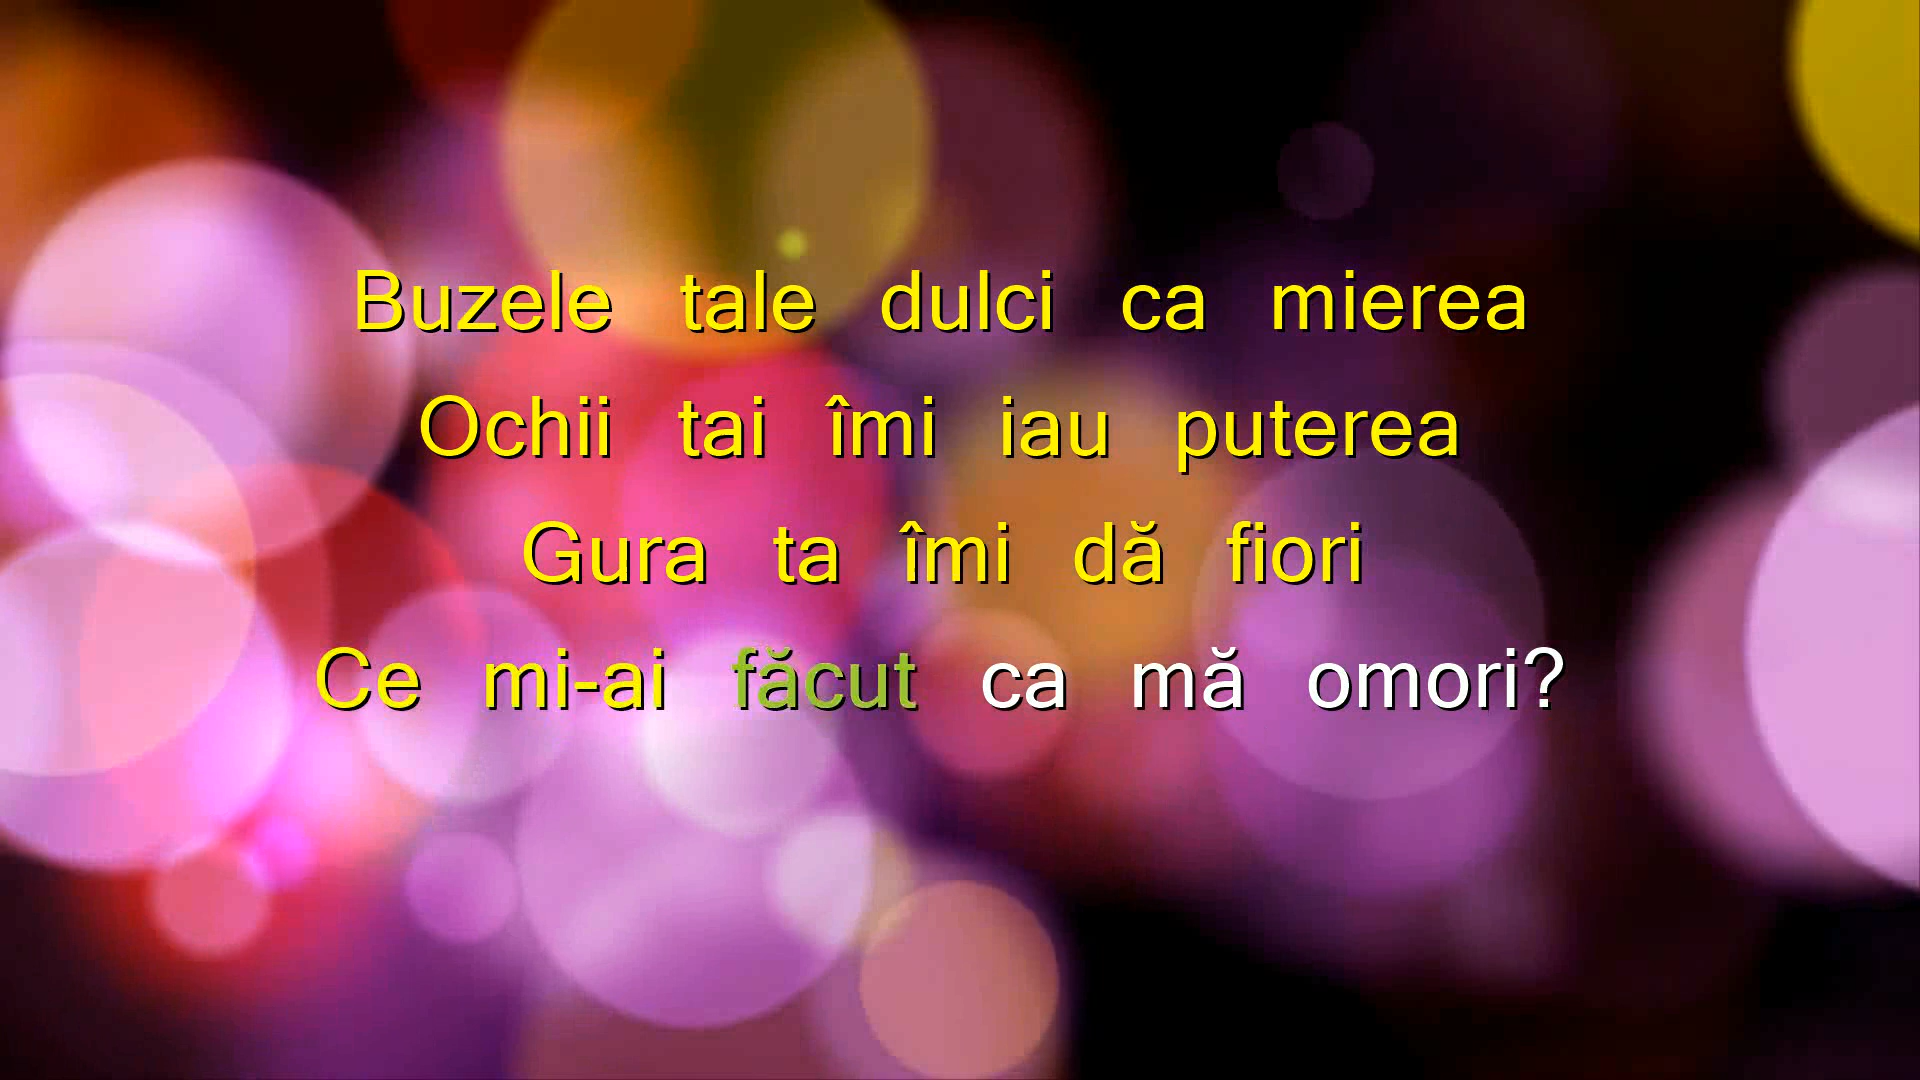 Buzele tale dulci ca mierea
Ochii tai îmi iau puterea
Gura ta îmi dă fiori
Ce mi-ai făcut ca mă omori?